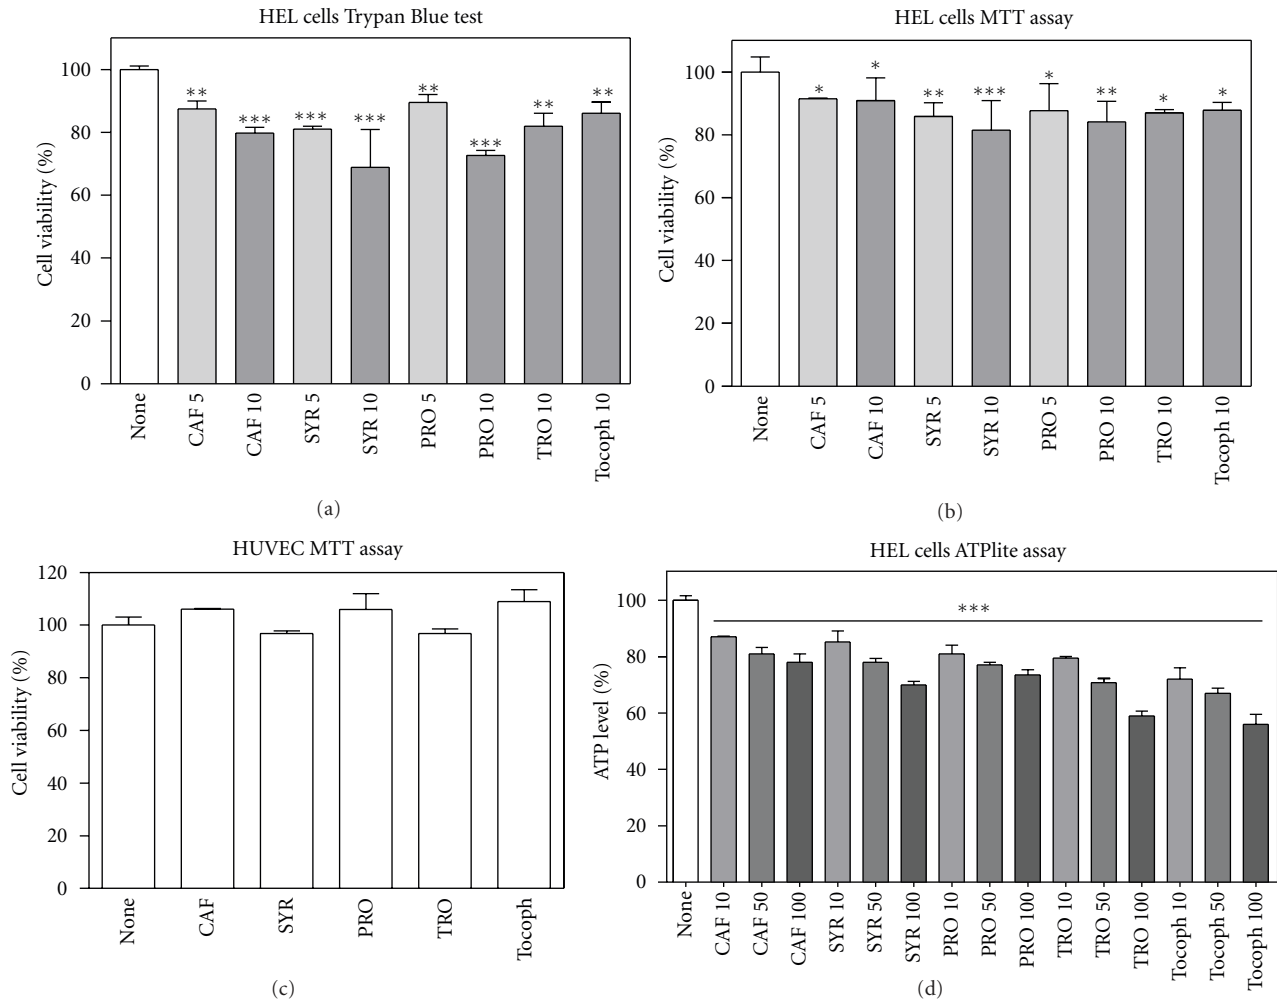 HEL cells Trypan Blue test
Cell viability (%)
100
80
60
40
20
0
** *** *** *** ** *** ** **
None CAF 5 CAF 10 SYR 5 SYR 10 PRO 5 PRO 10 TRO 10 Tocoph 10
(a)
HEL cells MTT assay
Cell viability (%)
100
80
60
40
20
0
* * ** *** * ** * *
None CAF 5 CAF 10 SYR 5 SYR 10 PRO 5 PRO 10 TRO 10 Tocoph 10
(b)
HUVEC MTT assay
Cell viability (%)
120
100
80
60
40
20
0
None CAF SYR PRO TRO Tocoph
(c)
HEL cells ATPlite assay
ATP level (%)
100
80
60
40
20
0
***
None CAF 10 CAF 50 CAF 100 SYR 10 SYR 50 SYR 100 PRO 10 PRO 50 PRO 100 TRO 10 TRO 50 TRO 100 Tocoph 10 Tocoph 50 Tocoph 100
(d)